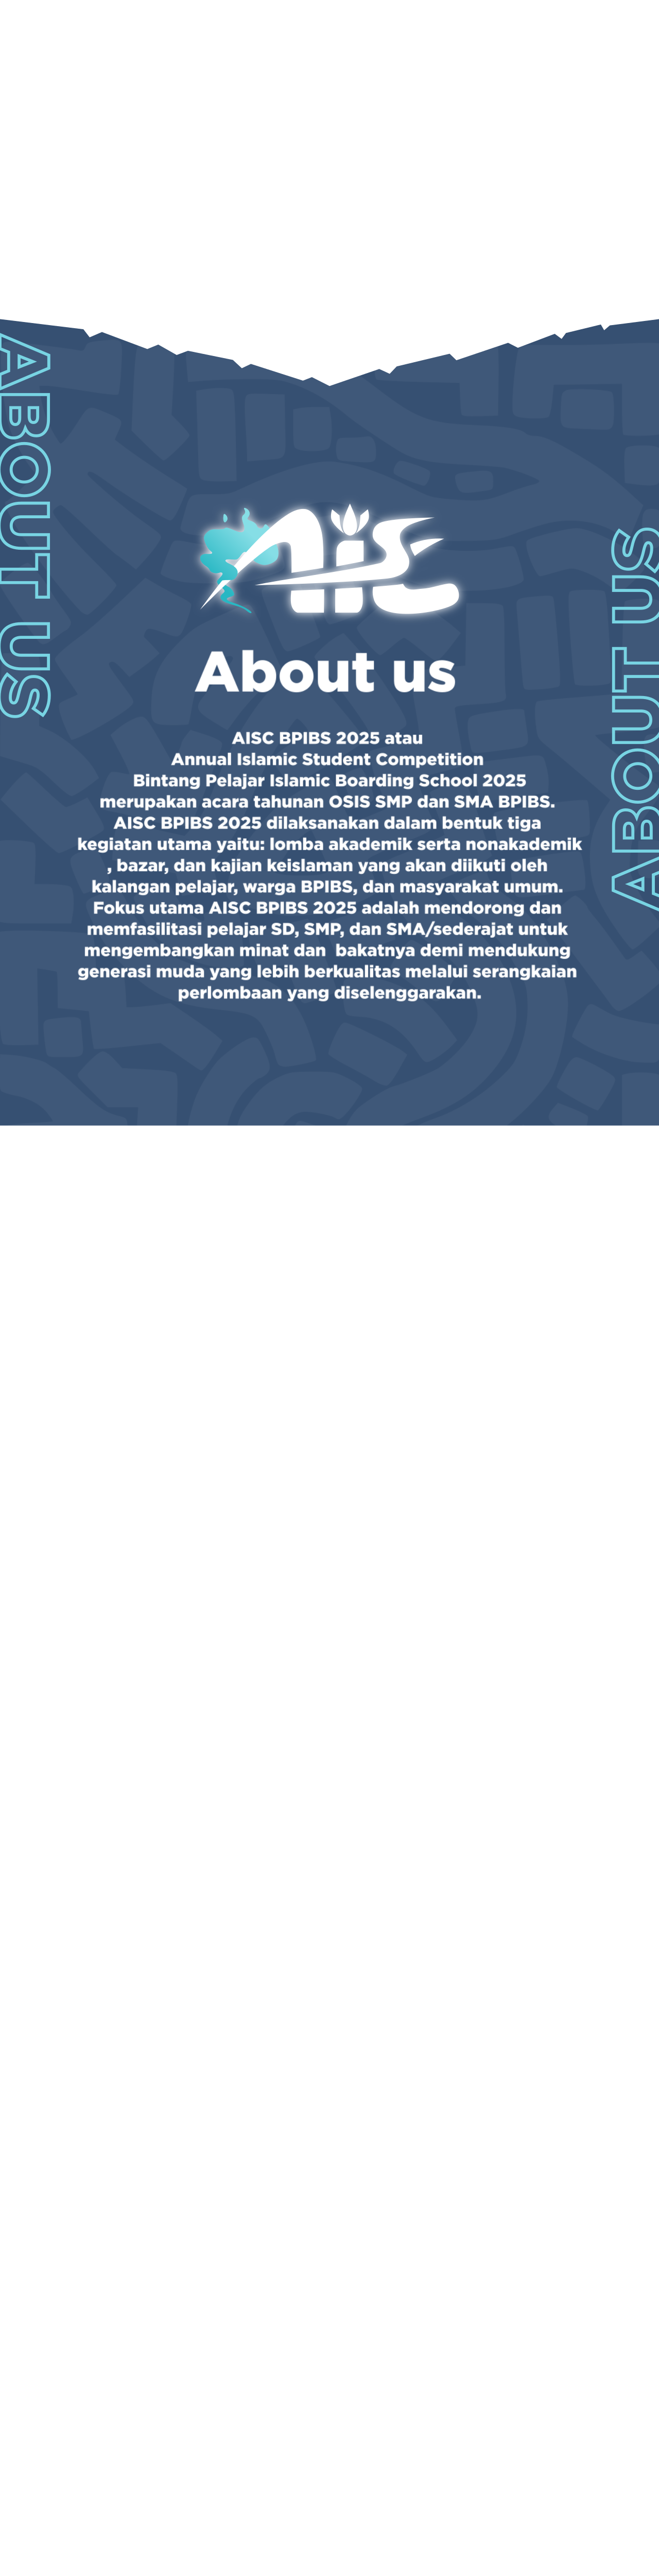 ABOUT US
AISC
About us
AISC BPIBS 2025 atau
Annual Islamic Student Competition
Bintang Pelajar Islamic Boarding School 2025
merupakan acara tahunan OSIS SMP dan SMA BPIBS.
AISC BPIBS 2025 dilaksanakan dalam bentuk tiga
kegiatan utama yaitu: lomba akademik serta nonakademik
, bazar, dan kajian keislaman yang akan diikuti oleh
kalangan pelajar, warga BPIBS, dan masyarakat umum.
Fokus utama AISC BPIBS 2025 adalah mendorong dan
memfasilitasi pelajar SD, SMP, dan SMA/sederajat untuk
mengembangkan minat dan  bakatnya demi mendukung
generasi muda yang lebih berkualitas melalui serangkaian
perlombaan yang diselenggarakan.
ABOUT US